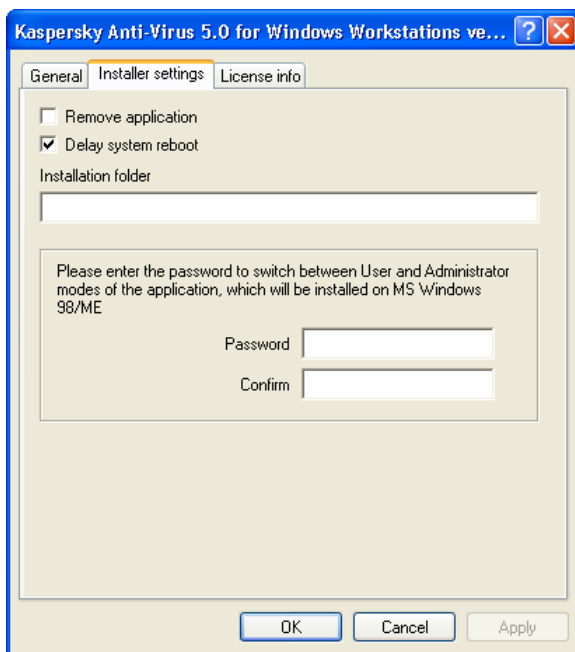 Kaspersky Anti-Virus 5.0 for Windows Workstations ve...
General Installer settings License info
Remove application
Delay system reboot
Installation folder
Please enter the password to switch between User and Administrator
modes of the application, which will be installed on MS Windows
98/ME
Password
Confirm
OK Cancel Apply